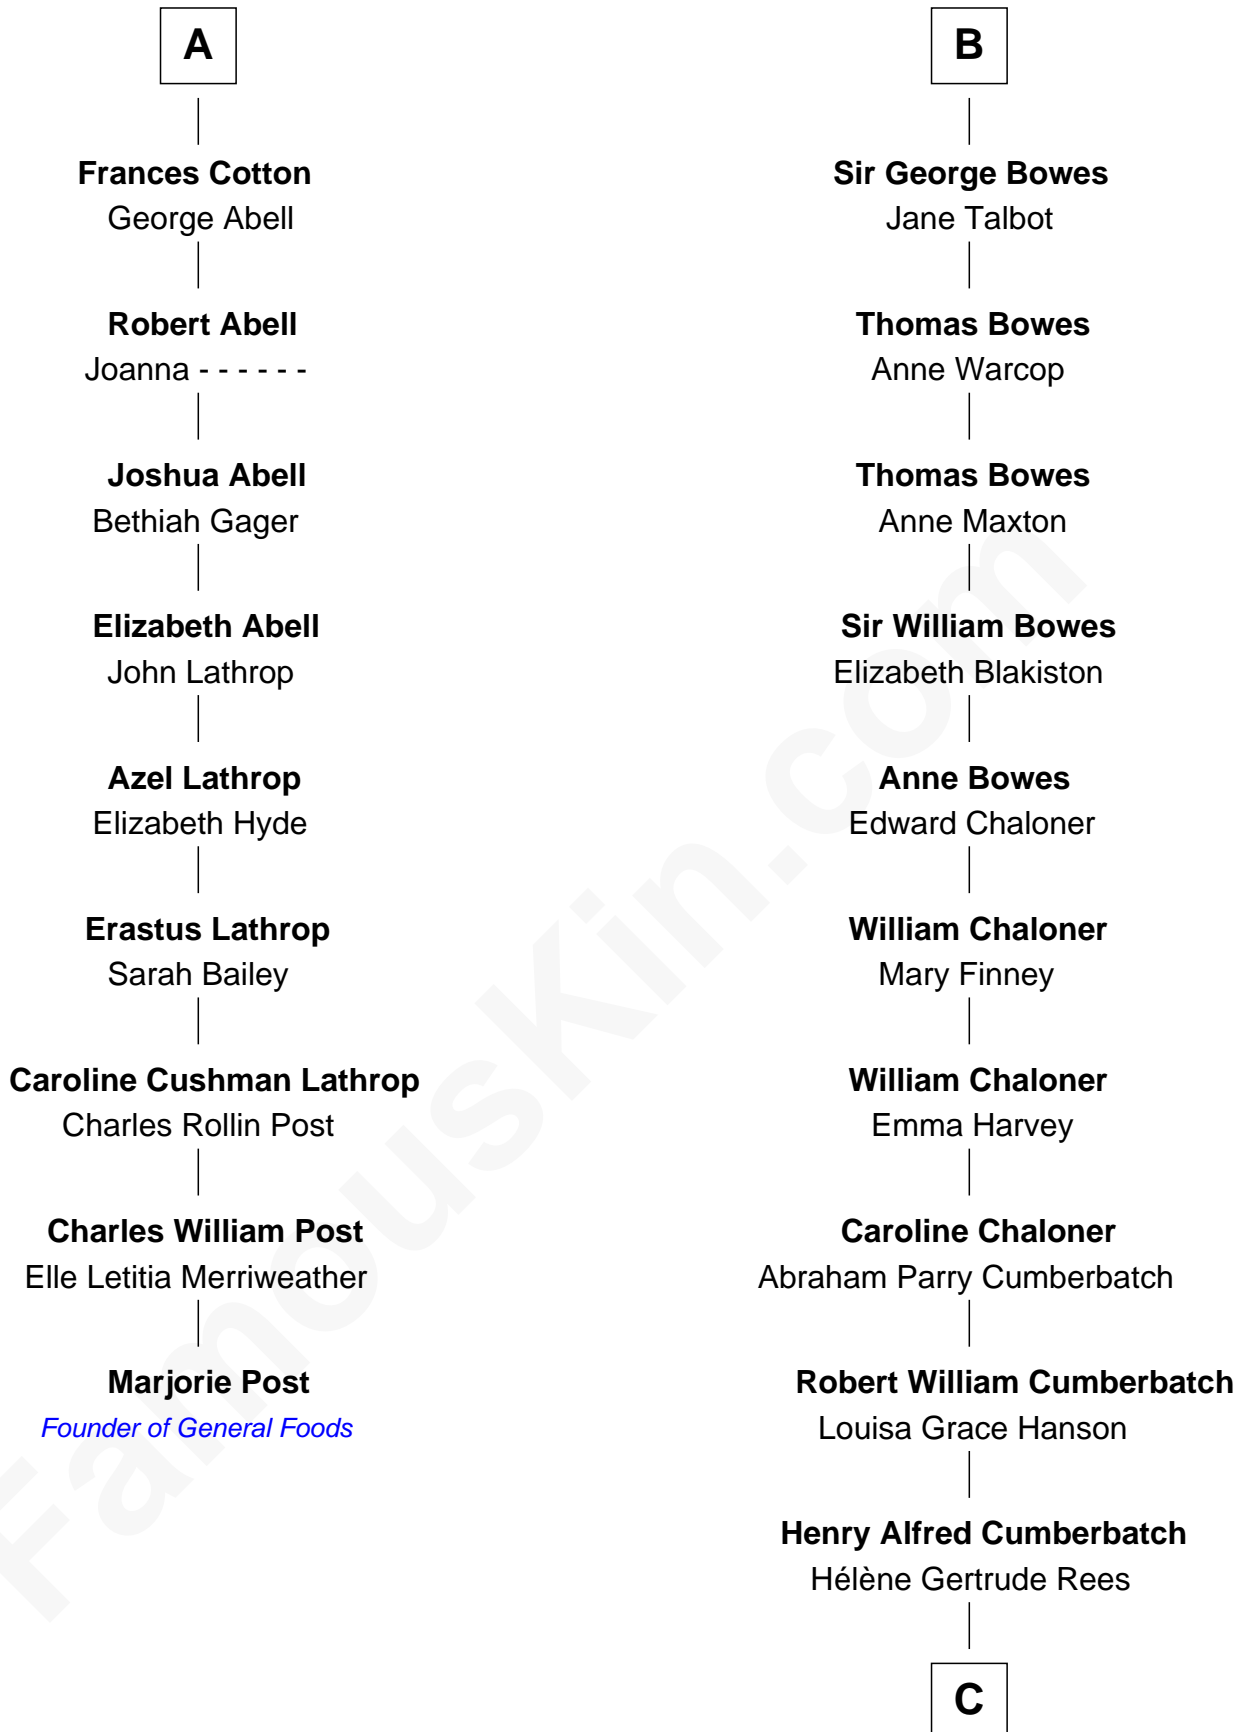 A
Frances Cotton
George Abell
Robert Abell
Joanna - - - - - -
Joshua Abell
Bethiah Gager
Elizabeth Abell
John Lathrop
Azel Lathrop
Elizabeth Hyde
Erastus Lathrop
Sarah Bailey
Caroline Cushman Lathrop
Charles Rollin Post
Charles William Post
Elle Letitia Merriweather
Marjorie Post
Founder of General Foods
B
Sir George Bowes
Jane Talbot
Thomas Bowes
Anne Warcop
Thomas Bowes
Anne Maxton
Sir William Bowes
Elizabeth Blakiston
Anne Bowes
Edward Chaloner
William Chaloner
Mary Finney
William Chaloner
Emma Harvey
Caroline Chaloner
Abraham Parry Cumberbatch
Robert William Cumberbatch
Louisa Grace Hanson
Henry Alfred Cumberbatch
Hélène Gertrude Rees
C
FamousKin.com